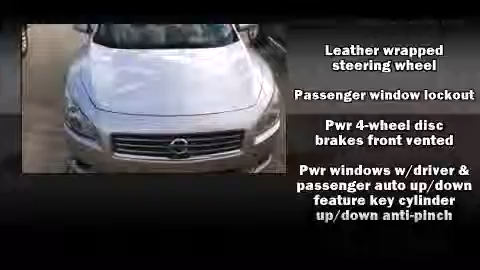 Leather wrapped
steering wheel
Passenger window lockout
Pwr 4-wheel disc
brakes front vented
Pwr windows w/driver &
passenger auto up/down
feature key cylinder
up/down anti-pinch